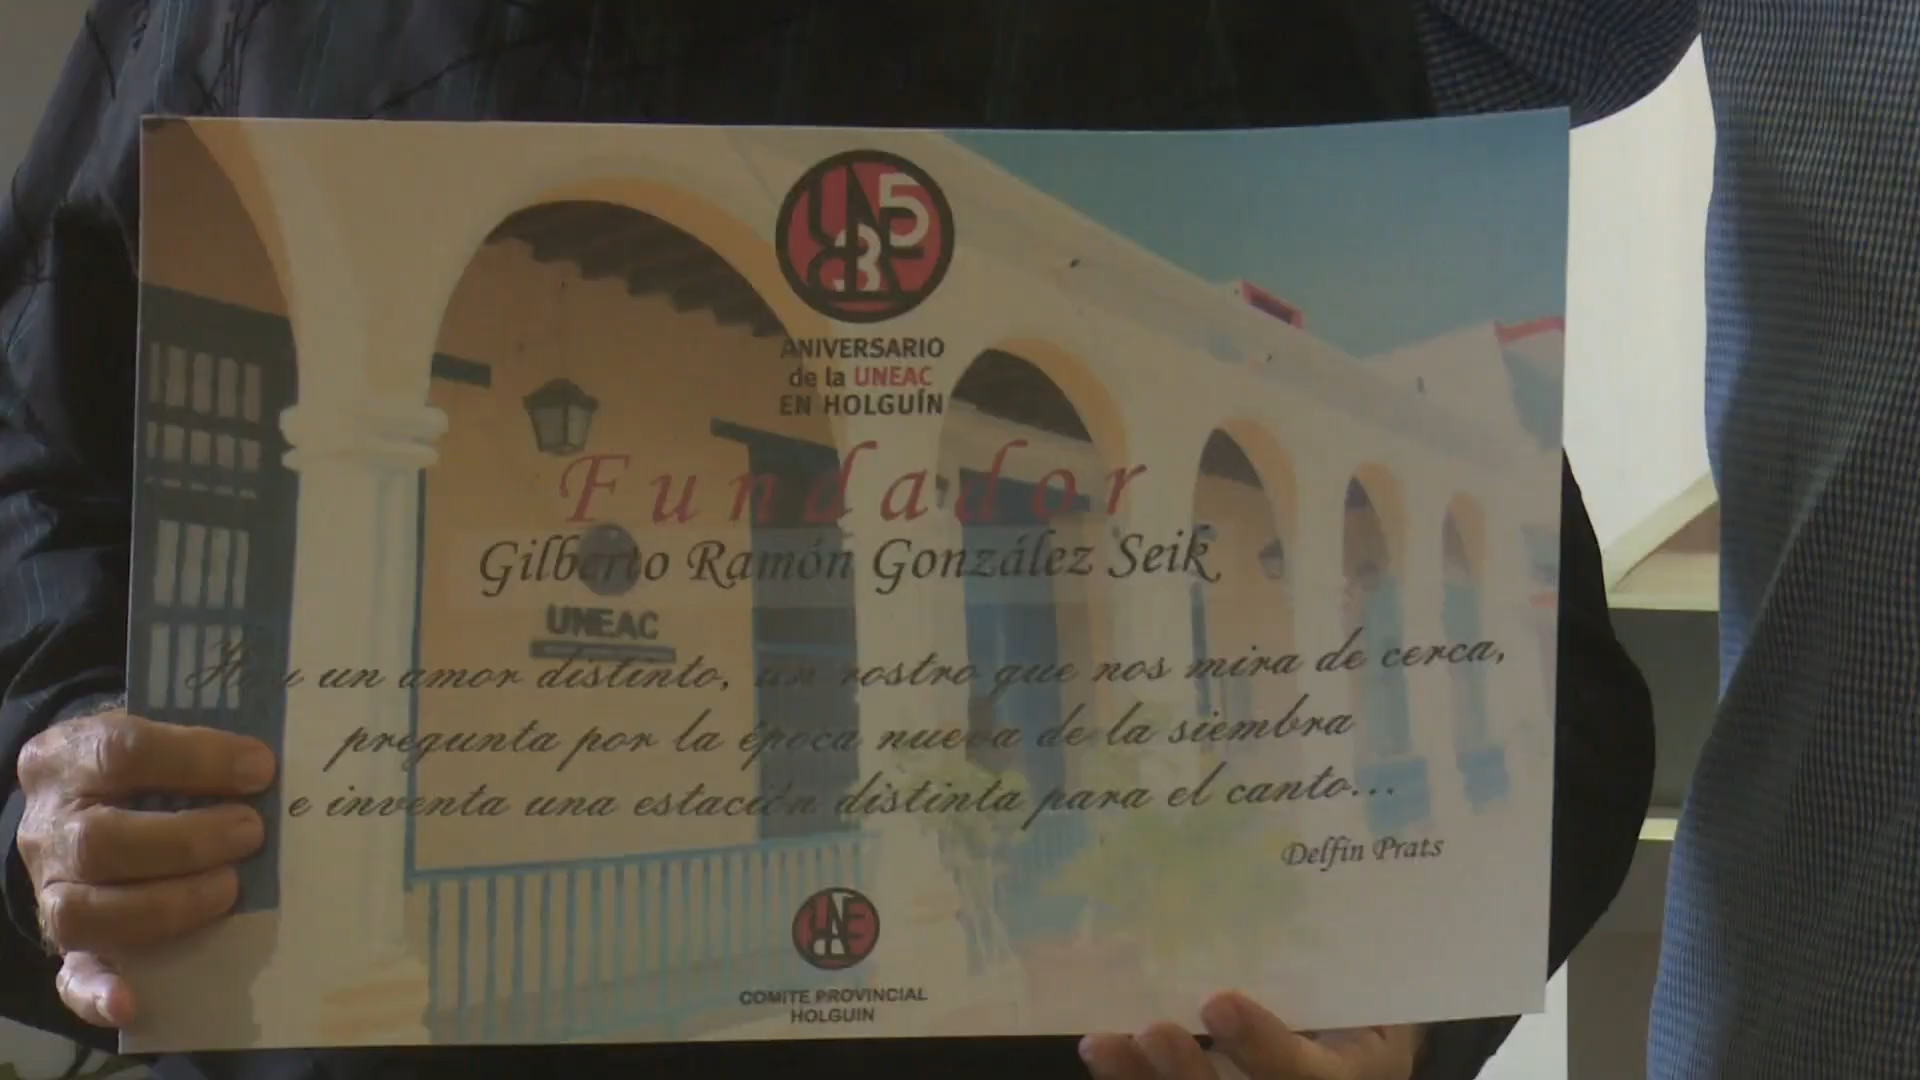 35
ANIVERSARIO
de la UNEAC
EN HOLGUÍN
Fundador
Gilberto Ramón González Seik
UNEAC
Hay un amor distinto, un rostro que nos mira de cerca,
pregunta por la época nueva de la siembra
e inventa una estación distinta para el canto...
Delfín Prats
COMITE PROVINCIAL
HOLGUIN